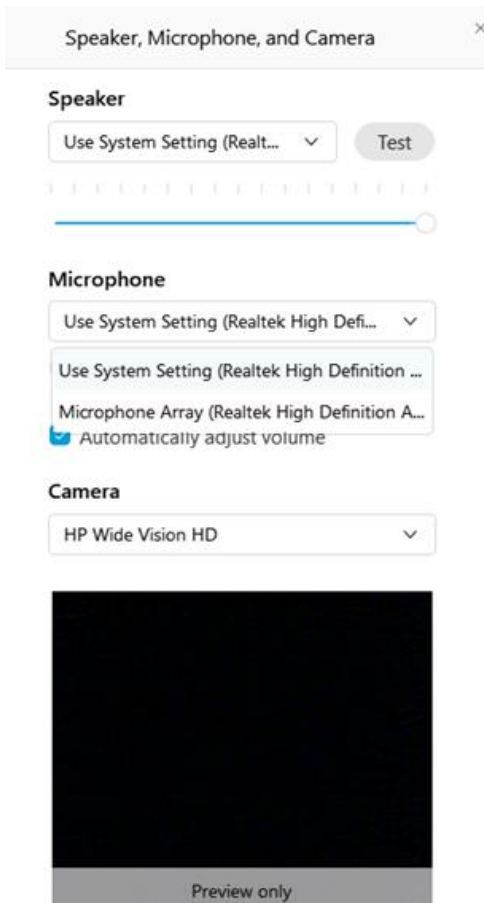 Speaker, Microphone, and Camera
Speaker
Use System Setting (Realt...
Test
Microphone
Use System Setting (Realtek High Defi...
Use System Setting (Realtek High Definition ...
Microphone Array (Realtek High Definition A...
Automatically adjust volume
Camera
HP Wide Vision HD
Preview only